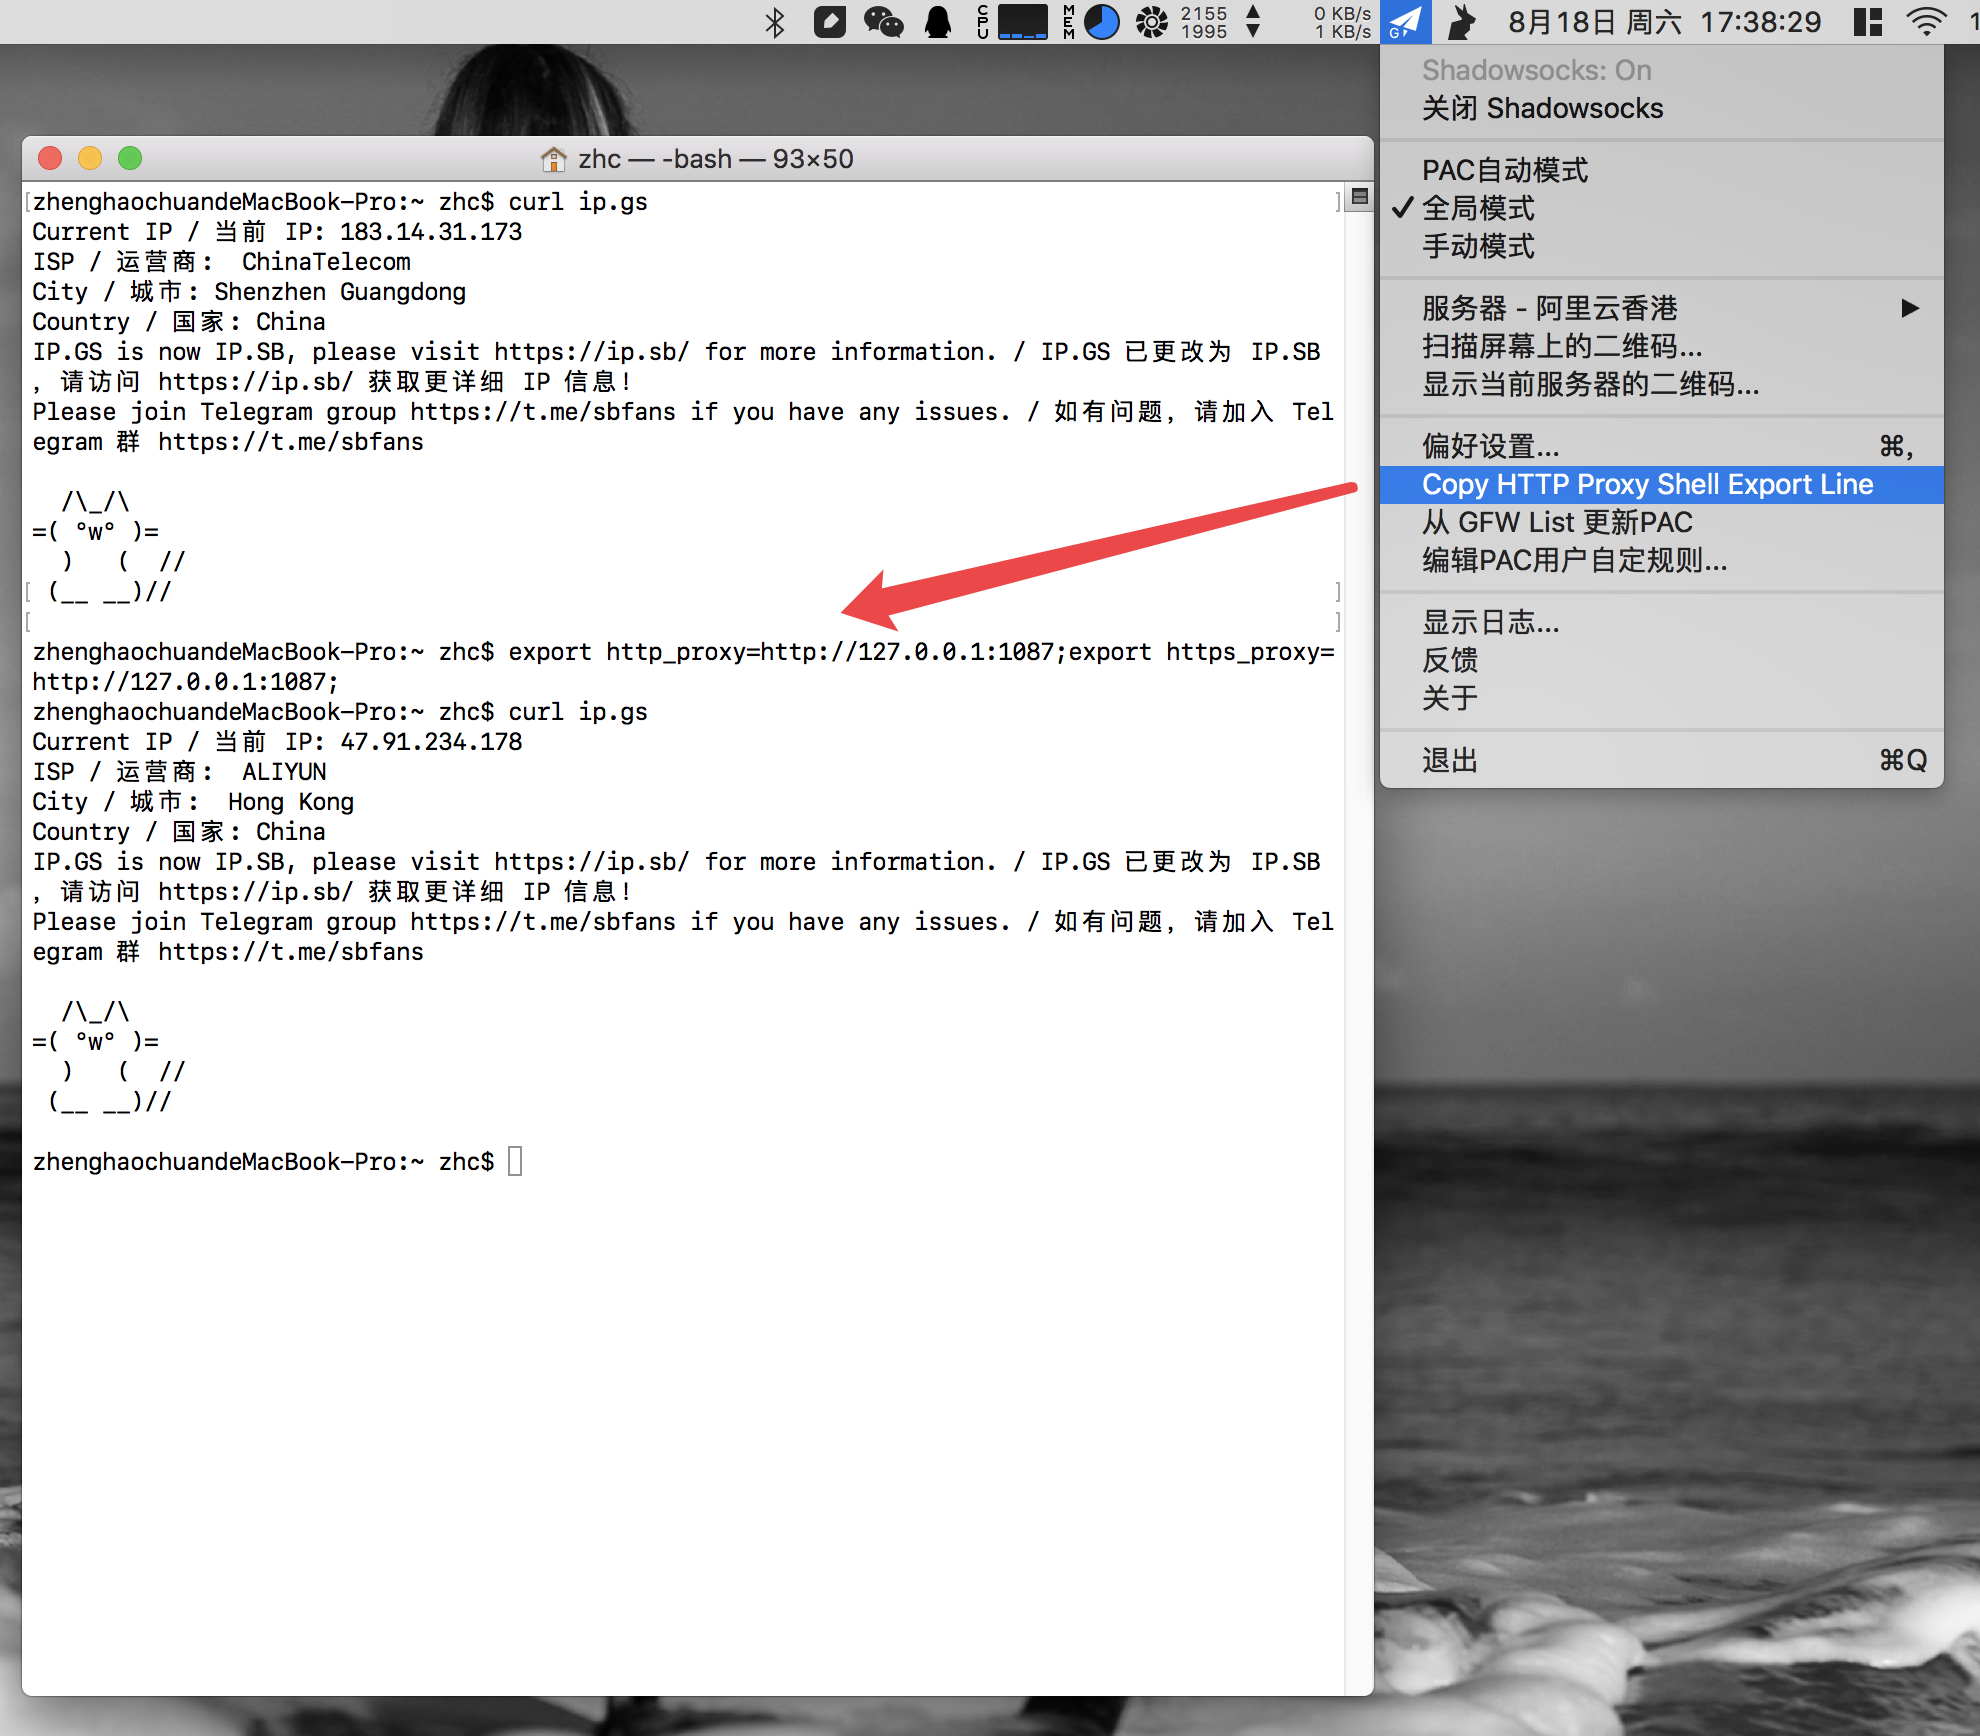 CPU MEM 2155 1995 0 KB/s 1 KB/s G 8月18日 周六 17:38:29
Shadowsocks: On
关闭 Shadowsocks
PAC自动模式
✓ 全局模式
手动模式
服务器 - 阿里云香港 ▶
扫描屏幕上的二维码...
显示当前服务器的二维码...
偏好设置... ⌘,
Copy HTTP Proxy Shell Export Line
从 GFW List 更新PAC
编辑PAC用户自定规则...
显示日志...
反馈
关于
退出 ⌘Q
zhc — -bash — 93×50
zhenghaochuandeMacBook-Pro:~ zhc$ curl ip.gs
Current IP / 当前 IP: 183.14.31.173
ISP / 运营商: ChinaTelecom
City / 城市: Shenzhen Guangdong
Country / 国家: China
IP.GS is now IP.SB, please visit https://ip.sb/ for more information. / IP.GS 已更改为 IP.SB
，请访问 https://ip.sb/ 获取更详细 IP 信息！
Please join Telegram group https://t.me/sbfans if you have any issues. / 如有问题，请加入 Tel
egram 群 https://t.me/sbfans
  /\_/\
=( °w° )=
  )   (  //
 (__ __)//
zhenghaochuandeMacBook-Pro:~ zhc$ export http_proxy=http://127.0.0.1:1087;export https_proxy=
http://127.0.0.1:1087;
zhenghaochuandeMacBook-Pro:~ zhc$ curl ip.gs
Current IP / 当前 IP: 47.91.234.178
ISP / 运营商: ALIYUN
City / 城市: Hong Kong
Country / 国家: China
IP.GS is now IP.SB, please visit https://ip.sb/ for more information. / IP.GS 已更改为 IP.SB
，请访问 https://ip.sb/ 获取更详细 IP 信息！
Please join Telegram group https://t.me/sbfans if you have any issues. / 如有问题，请加入 Tel
egram 群 https://t.me/sbfans
  /\_/\
=( °w° )=
  )   (  //
 (__ __)//
zhenghaochuandeMacBook-Pro:~ zhc$